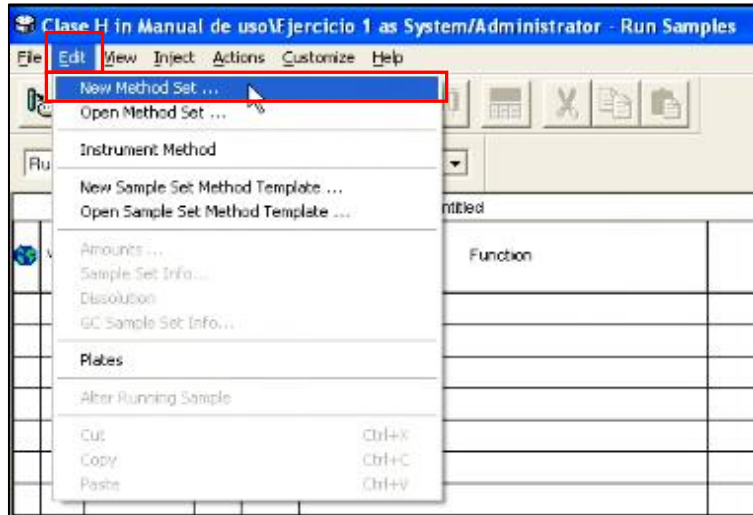 Clase H in Manual de uso\Ejercicio 1 as System/Administrator - Run Samples
File Edit View Inject Actions Customize Help
New Method Set ...
Open Method Set ...
Instrument Method
New Sample Set Method Template ...
Open Sample Set Method Template ...
Amounts ...
Sample Set Info...
Dissolution
GC Sample Set Info...
Plates
Alter Running Sample
Cut Ctrl+X
Copy Ctrl+C
Paste Ctrl+V
Ru
ntitled
Function